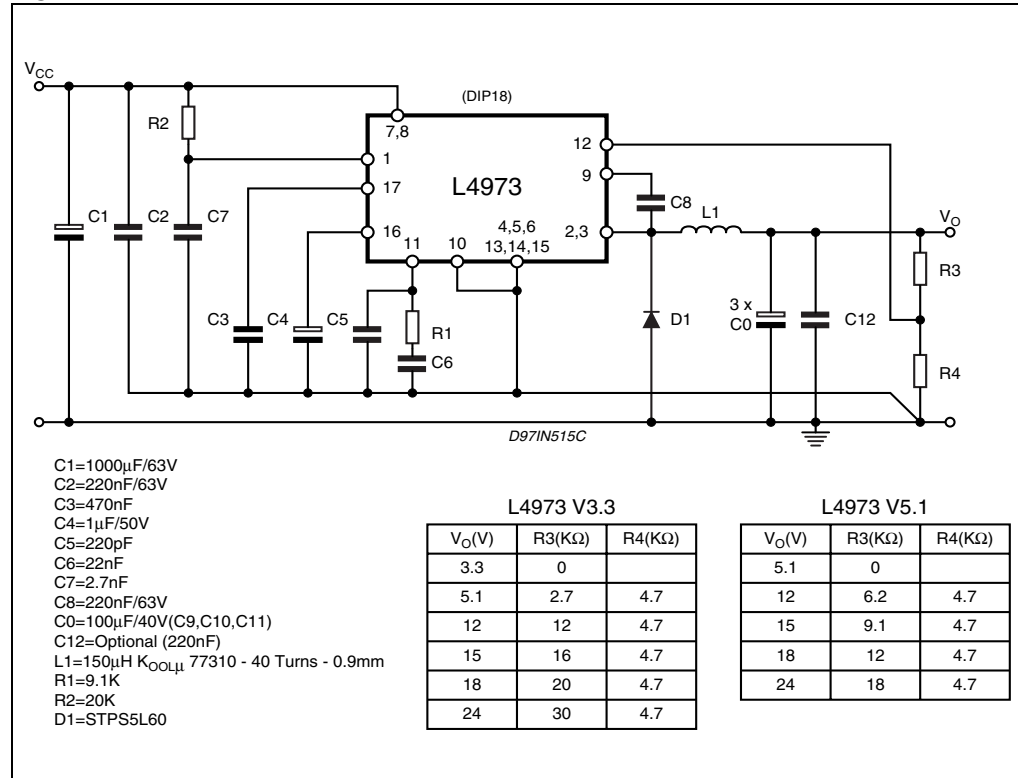 V_CC
(DIP18)
R2
7,8
12
1
9
L4973
17
C8
L1
V_O
C1
C2
C7
16
4,5,6
2,3
11
10
13,14,15
R3
3 x
C3
C4
C5
R1
D1
C0
C12
C6
R4
D97IN515C
C1=1000μF/63V
C2=220nF/63V
C3=470nF
C4=1μF/50V
C5=220pF
C6=22nF
C7=2.7nF
C8=220nF/63V
C0=100μF/40V(C9,C10,C11)
C12=Optional (220nF)
L1=150μH K_OOLμ 77310 - 40 Turns - 0.9mm
R1=9.1K
R2=20K
D1=STPS5L60
L4973 V3.3
V_O(V) R3(KΩ) R4(KΩ)
3.3 0
5.1 2.7 4.7
12 12 4.7
15 16 4.7
18 20 4.7
24 30 4.7
L4973 V5.1
V_O(V) R3(KΩ) R4(KΩ)
5.1 0
12 6.2 4.7
15 9.1 4.7
18 12 4.7
24 18 4.7